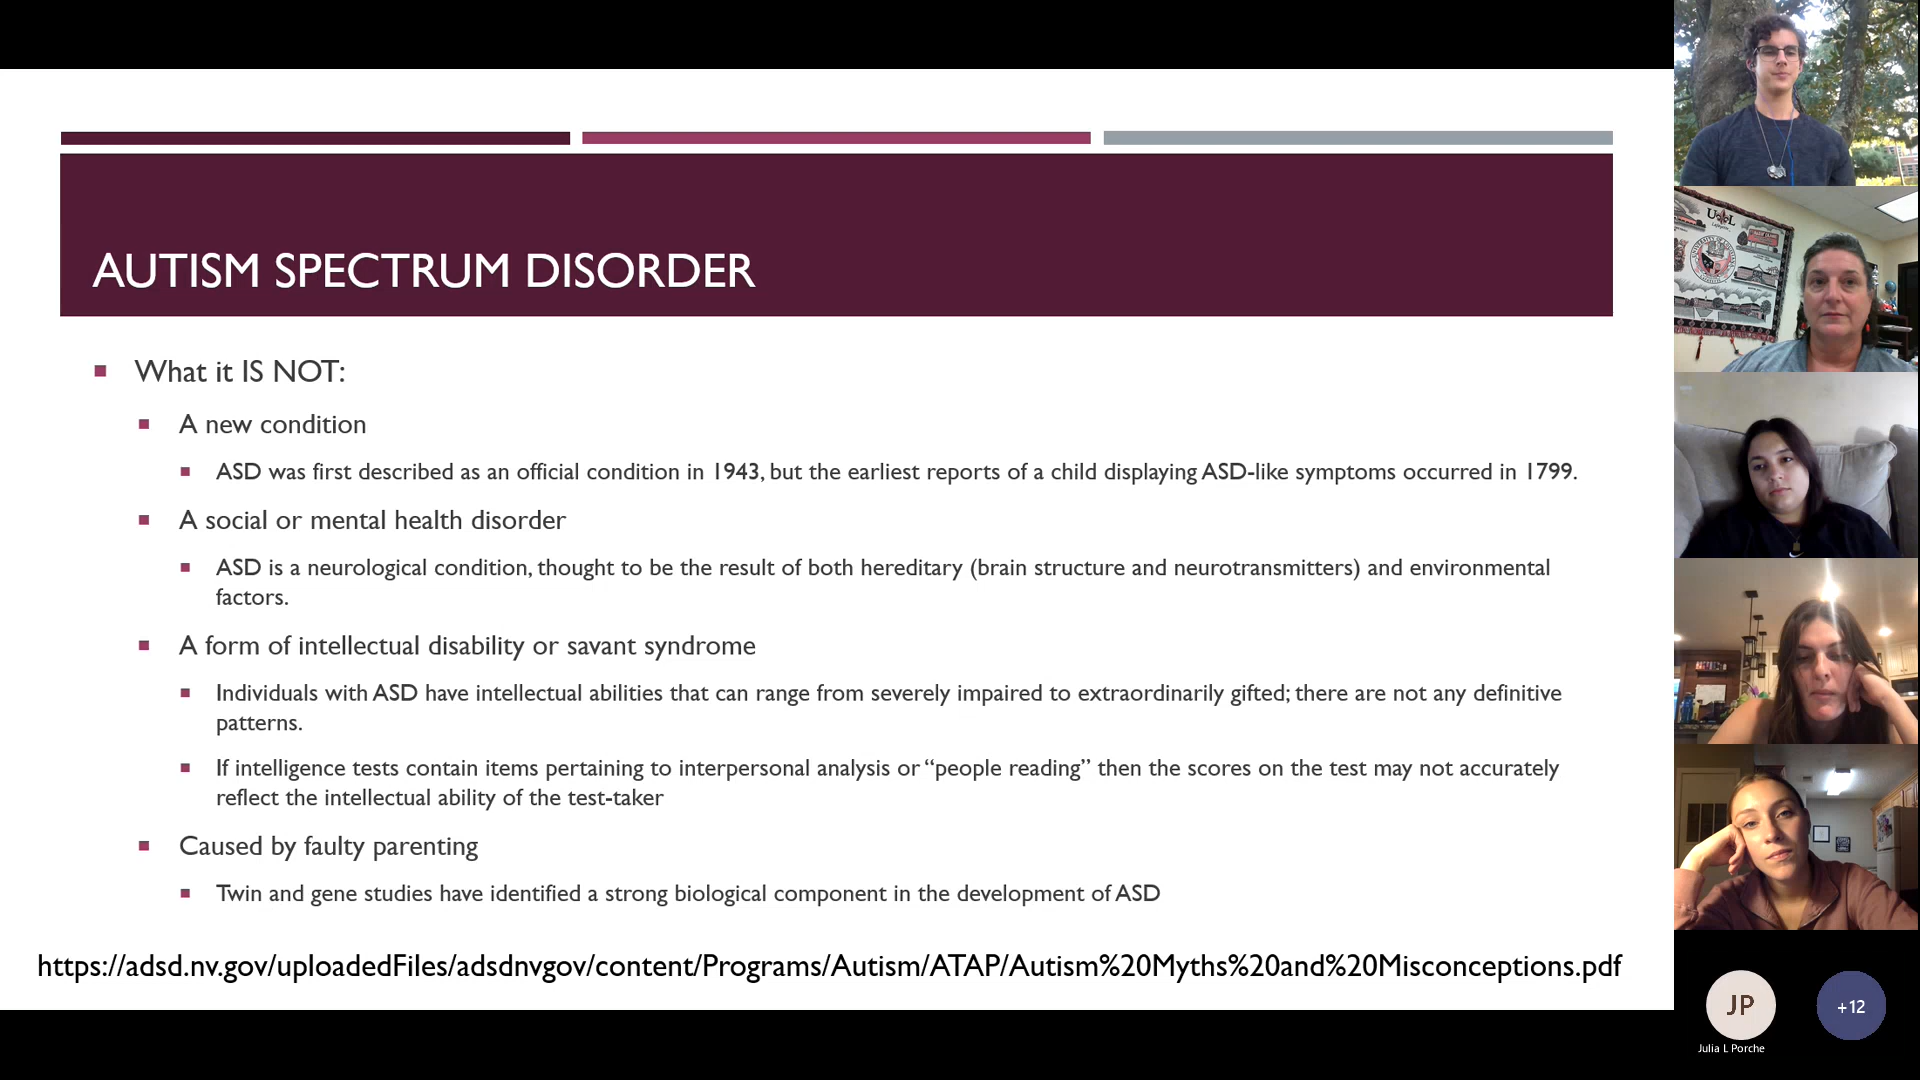 AUTISM SPECTRUM DISORDER
What it IS NOT:
A new condition
ASD was first described as an official condition in 1943, but the earliest reports of a child displaying ASD-like symptoms occurred in 1799.
A social or mental health disorder
ASD is a neurological condition, thought to be the result of both hereditary (brain structure and neurotransmitters) and environmental
factors.
A form of intellectual disability or savant syndrome
Individuals with ASD have intellectual abilities that can range from severely impaired to extraordinarily gifted; there are not any definitive
patterns.
If intelligence tests contain items pertaining to interpersonal analysis or “people reading” then the scores on the test may not accurately
reflect the intellectual ability of the test-taker
Caused by faulty parenting
Twin and gene studies have identified a strong biological component in the development of ASD
https://adsd.nv.gov/uploadedFiles/adsdnvgov/content/Programs/Autism/ATAP/Autism%20Myths%20and%20Misconceptions.pdf
JP
Julia L Porche
+12